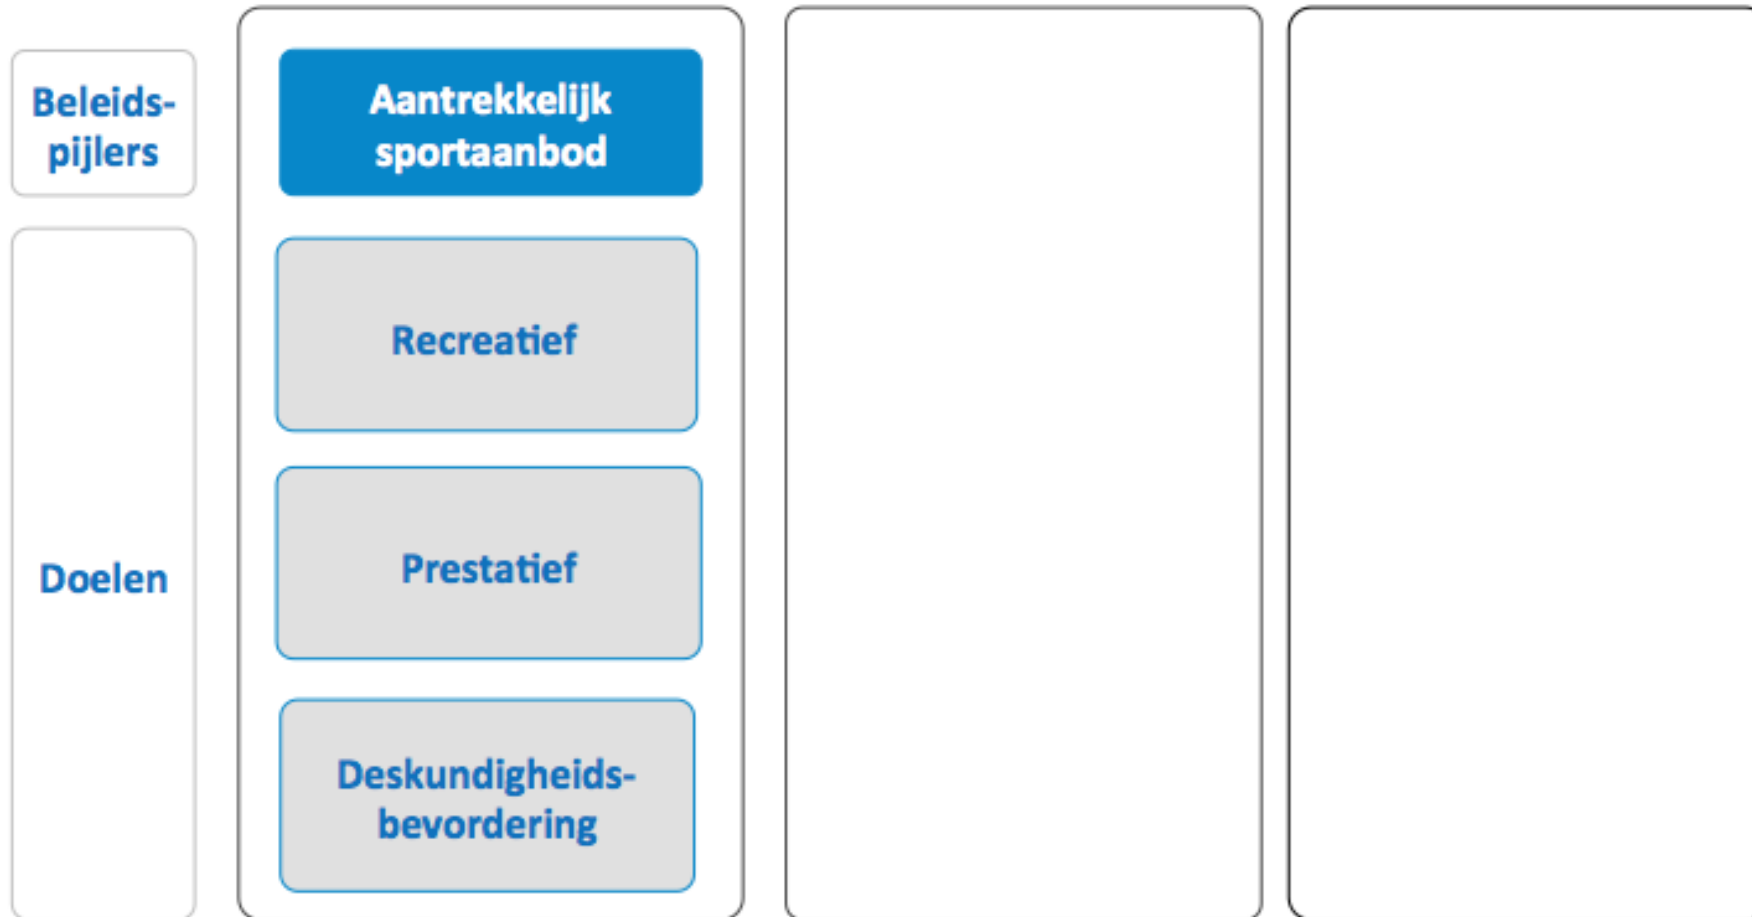 Beleids-
pijlers
Aantrekkelijk
sportaanbod
Doelen
Recreatief
Prestatief
Deskundigheids-
bevordering